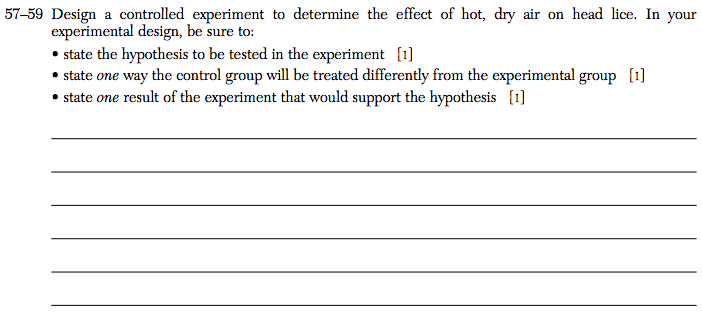 57–59 Design a controlled experiment to determine the effect of hot, dry air on head lice. In your
experimental design, be sure to:
• state the hypothesis to be tested in the experiment [1]
• state one way the control group will be treated differently from the experimental group [1]
• state one result of the experiment that would support the hypothesis [1]